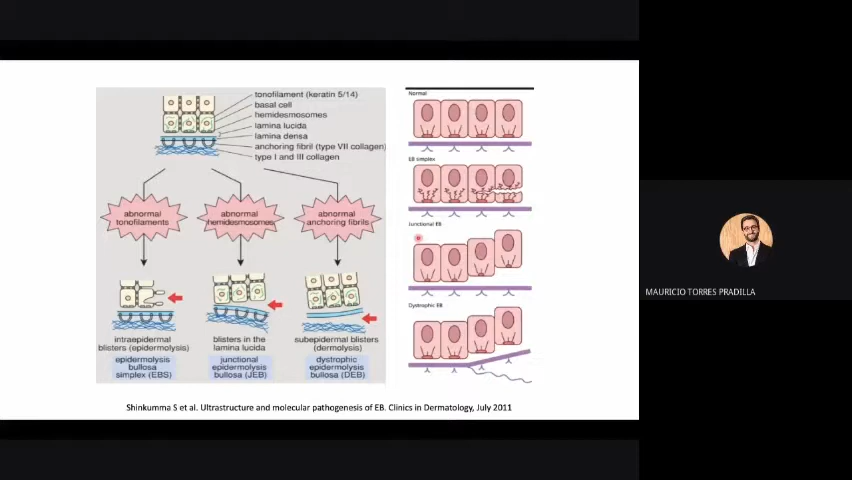 tonofilament (keratin 5/14)
basal cell
hemidesmosomes
lamina lucida
lamina densa
anchoring fibril (type VII collagen)
type I and III collagen
abnormal
tonofilaments
abnormal
hemidesmosomes
abnormal
anchoring fibrils
intraepidermal
blisters (epidermolysis)
epidermolysis
bullosa
simplex (EBS)
blisters in the
lamina lucida
junctional
epidermolysis
bullosa (JEB)
subepidermal blisters
(dermolysis)
dystrophic
epidermolysis
bullosa (DEB)
Normal
EB simplex
Junctional EB
Dystrophic EB
Shinkumma S et al. Ultrastructure and molecular pathogenesis of EB. Clinics in Dermatology, July 2011
MAURICIO TORRES PRADILLA